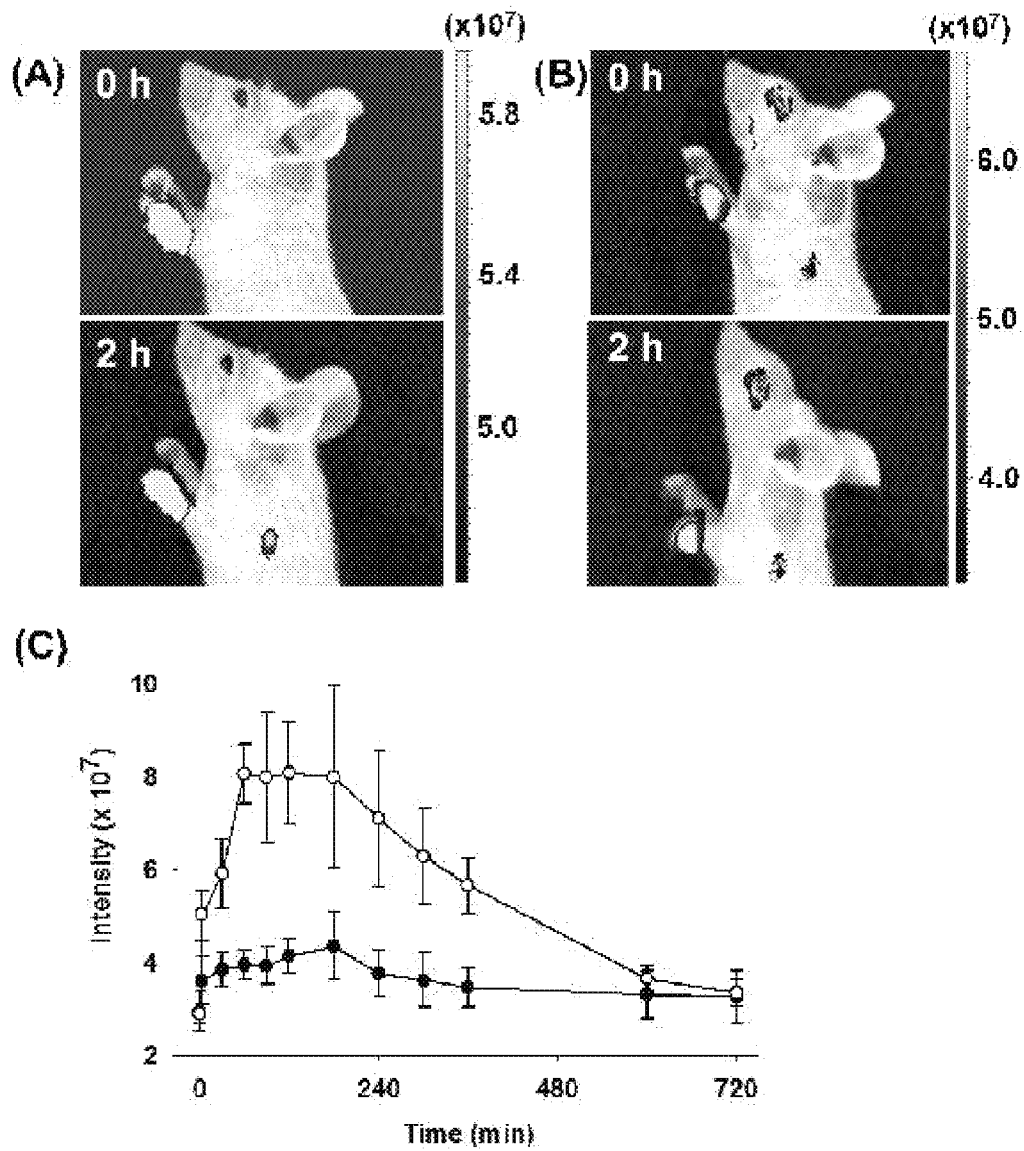 (A)
(x10⁷)
0 h
5.8
5.4
2 h
5.0
(B)
(x10⁷)
0 h
6.0
5.0
2 h
4.0
(C)
10
8
6
4
2
Intensity (x 10⁷)
0 240 480 720
Time (min)